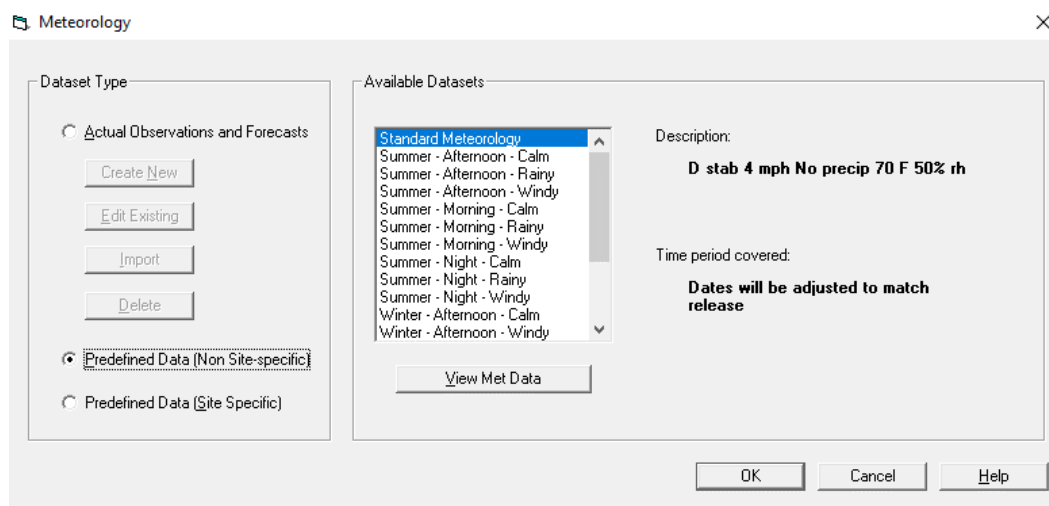 Meteorology
Dataset Type
Actual Observations and Forecasts
Create New
Edit Existing
Import
Delete
Predefined Data (Non Site-specific)
Predefined Data (Site Specific)
Available Datasets
Standard Meteorology
Summer - Afternoon - Calm
Summer - Afternoon - Rainy
Summer - Afternoon - Windy
Summer - Morning - Calm
Summer - Morning - Rainy
Summer - Morning - Windy
Summer - Night - Calm
Summer - Night - Rainy
Summer - Night - Windy
Winter - Afternoon - Calm
Winter - Afternoon - Windy
View Met Data
Description:
D stab 4 mph No precip 70 F 50% rh
Time period covered:
Dates will be adjusted to match
release
OK
Cancel
Help